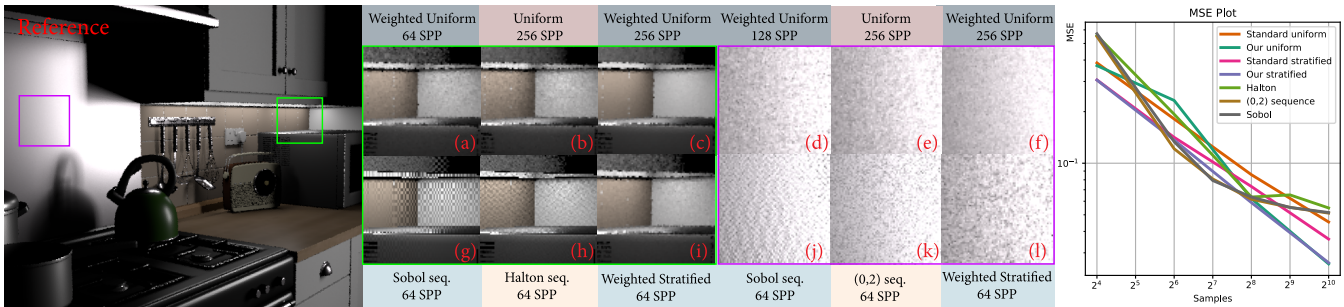 Reference
Weighted Uniform
64 SPP
Uniform
256 SPP
Weighted Uniform
256 SPP
Weighted Uniform
128 SPP
Uniform
256 SPP
Weighted Uniform
256 SPP
(a)
(b)
(c)
(d)
(e)
(f)
(g)
(h)
(i)
(j)
(k)
(l)
Sobol seq.
64 SPP
Halton seq.
64 SPP
Weighted Stratified
64 SPP
Sobol seq.
64 SPP
(0,2) seq.
64 SPP
Weighted Stratified
64 SPP
MSE Plot
MSE
Standard uniform
Our uniform
Standard stratified
Our stratified
Halton
(0,2) sequence
Sobol
10⁻¹
2⁴ 2⁵ 2⁶ 2⁷ 2⁸ 2⁹ 2¹⁰
Samples